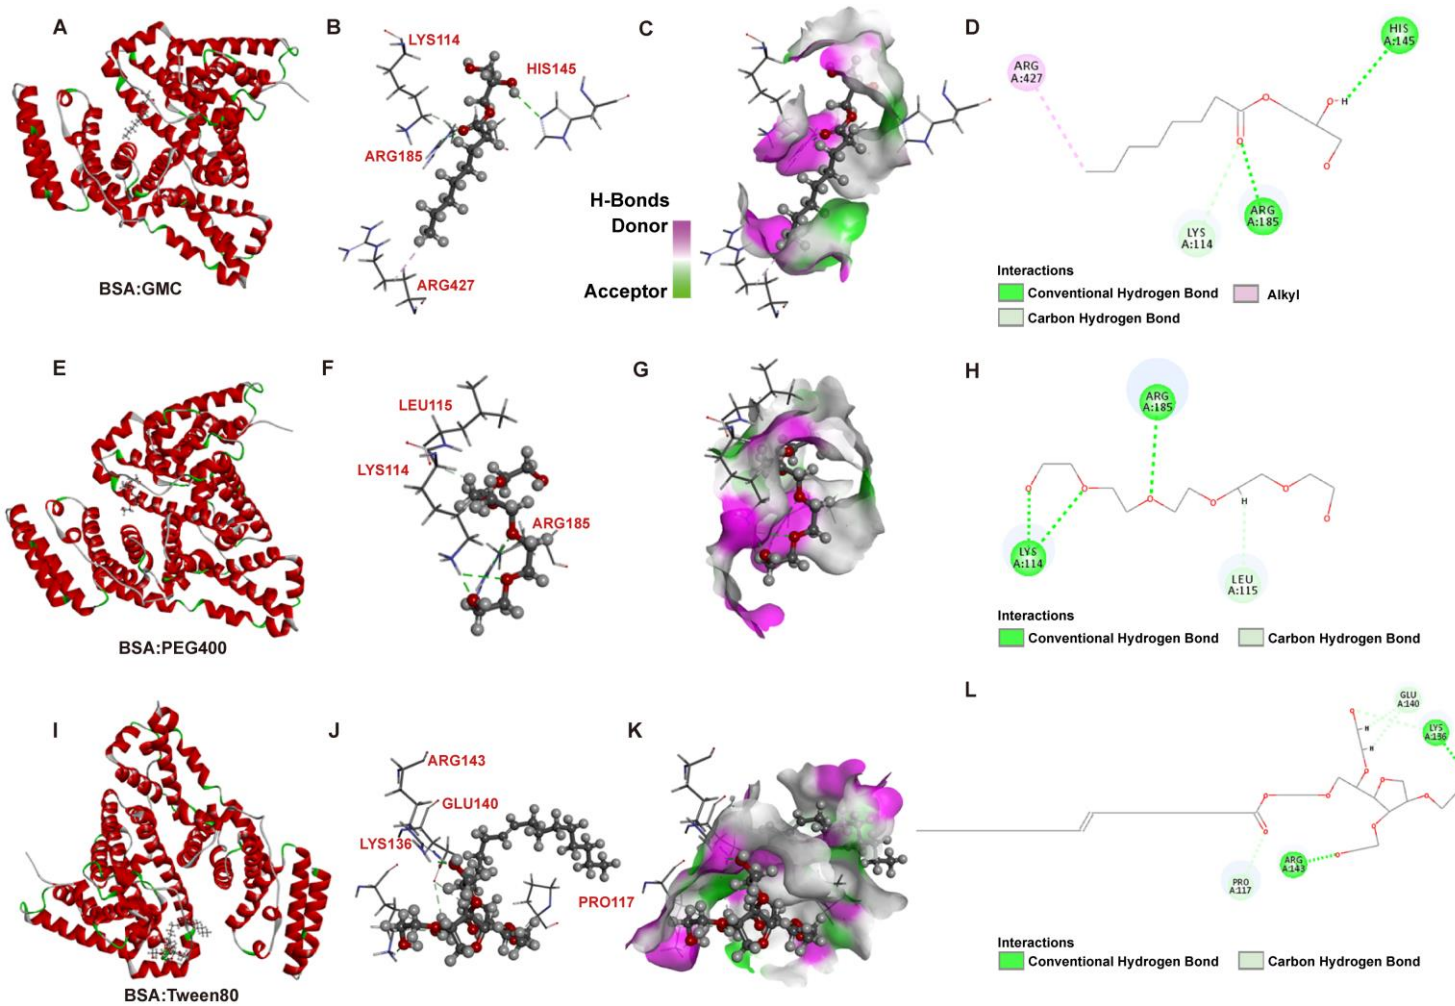 A
B
C
D
LYS114
HIS145
ARG185
ARG427
BSA:GMC
H-Bonds
Donor
Acceptor
HIS
A:145
ARG
A:427
O
O
H
O
O
ARG
A:185
LYS
A:114
Interactions
Conventional Hydrogen Bond
Alkyl
Carbon Hydrogen Bond
E
F
G
H
LEU115
LYS114
ARG185
BSA:PEG400
ARG
A:185
O
O
O
O
O
H
O
LYS
A:114
LEU
A:115
Interactions
Conventional Hydrogen Bond
Carbon Hydrogen Bond
I
J
K
L
ARG143
GLU140
LYS136
PRO117
BSA:Tween80
GLU
A:140
LYS
A:136
H
H
O
O
O
O
O
O
O
O
O
ARG
A:143
PRO
A:117
Interactions
Conventional Hydrogen Bond
Carbon Hydrogen Bond